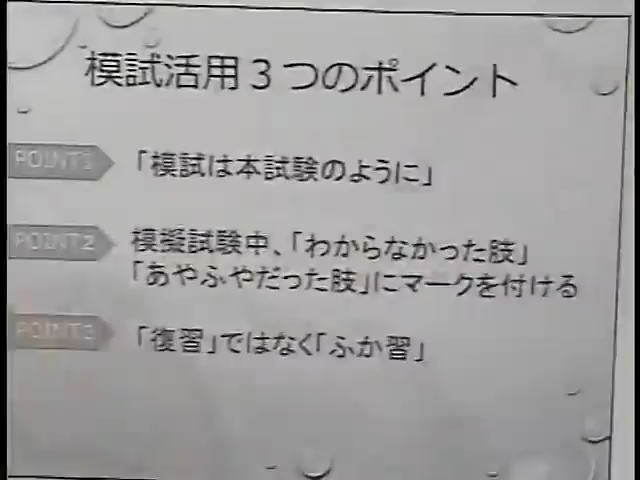 模試活用３つのポイント
POINT1
「模試は本試験のように」
POINT2
模擬試験中、「わからなかった肢」
「あやふやだった肢」にマークを付ける
POINT3
「復習」ではなく「ふか習」